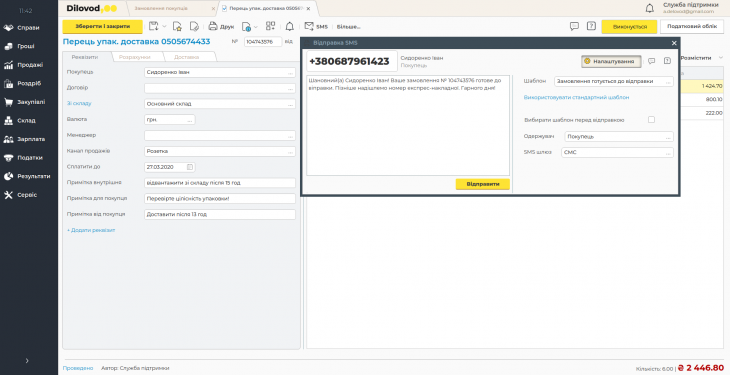 11:42
Dilovod
Замовлення покупців
Перець упак. доставка 050567
Служба підтримки
Зберегти і закрити
Друк
SMS
Більше...
Виконується
Податковий облік
Перець упак. доставка 0505674433
№
104743576
від
Справи
Гроші
Продажі
Роздріб
Закупівлі
Склад
Зарплата
Податки
Результати
Сервіс
Реквізити
Розрахунки
Доставка
Покупець
Сидоренко Іван
Договір
Зі складу
Основний склад
Валюта
грн.
Менеджер
Канал продажів
Розетка
Сплатити до
27.03.2020
Примітка внутрішня
відвантажити зі складу після 15 год
Примітка для покупця
Перевірте цілісність упаковки!
Примітка від покупця
Доставити після 13 год
+ Додати реквізит
Відправка SMS
+380687961423
Сидоренко Іван
Покупець
Налаштування
Шановний(а) Сидоренко Іван! Ваше замовлення № 104743576 готове до
віправки. Пізніше надішлемо номер експрес-накладної. Гарного дня!
Відправити
Шаблон
Замовлення готується до відправки
Використовувати стандартний шаблон
Вибирати шаблон перед відправкою
Одержувач
Покупець
SMS шлюз
СМС
Розмістити
1 424.70
800.10
222.00
Проведено
Автор: Служба підтримки
Кількість: 6.00
₴ 2 446.80